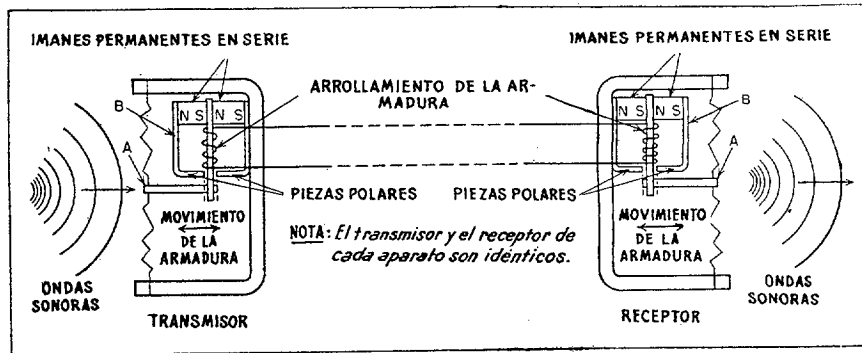 IMANES PERMANENTES EN SERIE
IMANES PERMANENTES EN SERIE
ARROLLAMIENTO DE LA AR-
MADURA
B
N S N S
N S N S
B
A
A
PIEZAS POLARES
PIEZAS POLARES
MOVIMIENTO
DE LA
ARMADURA
NOTA: El transmisor y el receptor de
cada aparato son idénticos.
MOVIMIENTO
DE LA
ARMADURA
ONDAS
SONORAS
TRANSMISOR
RECEPTOR
ONDAS
SONORAS